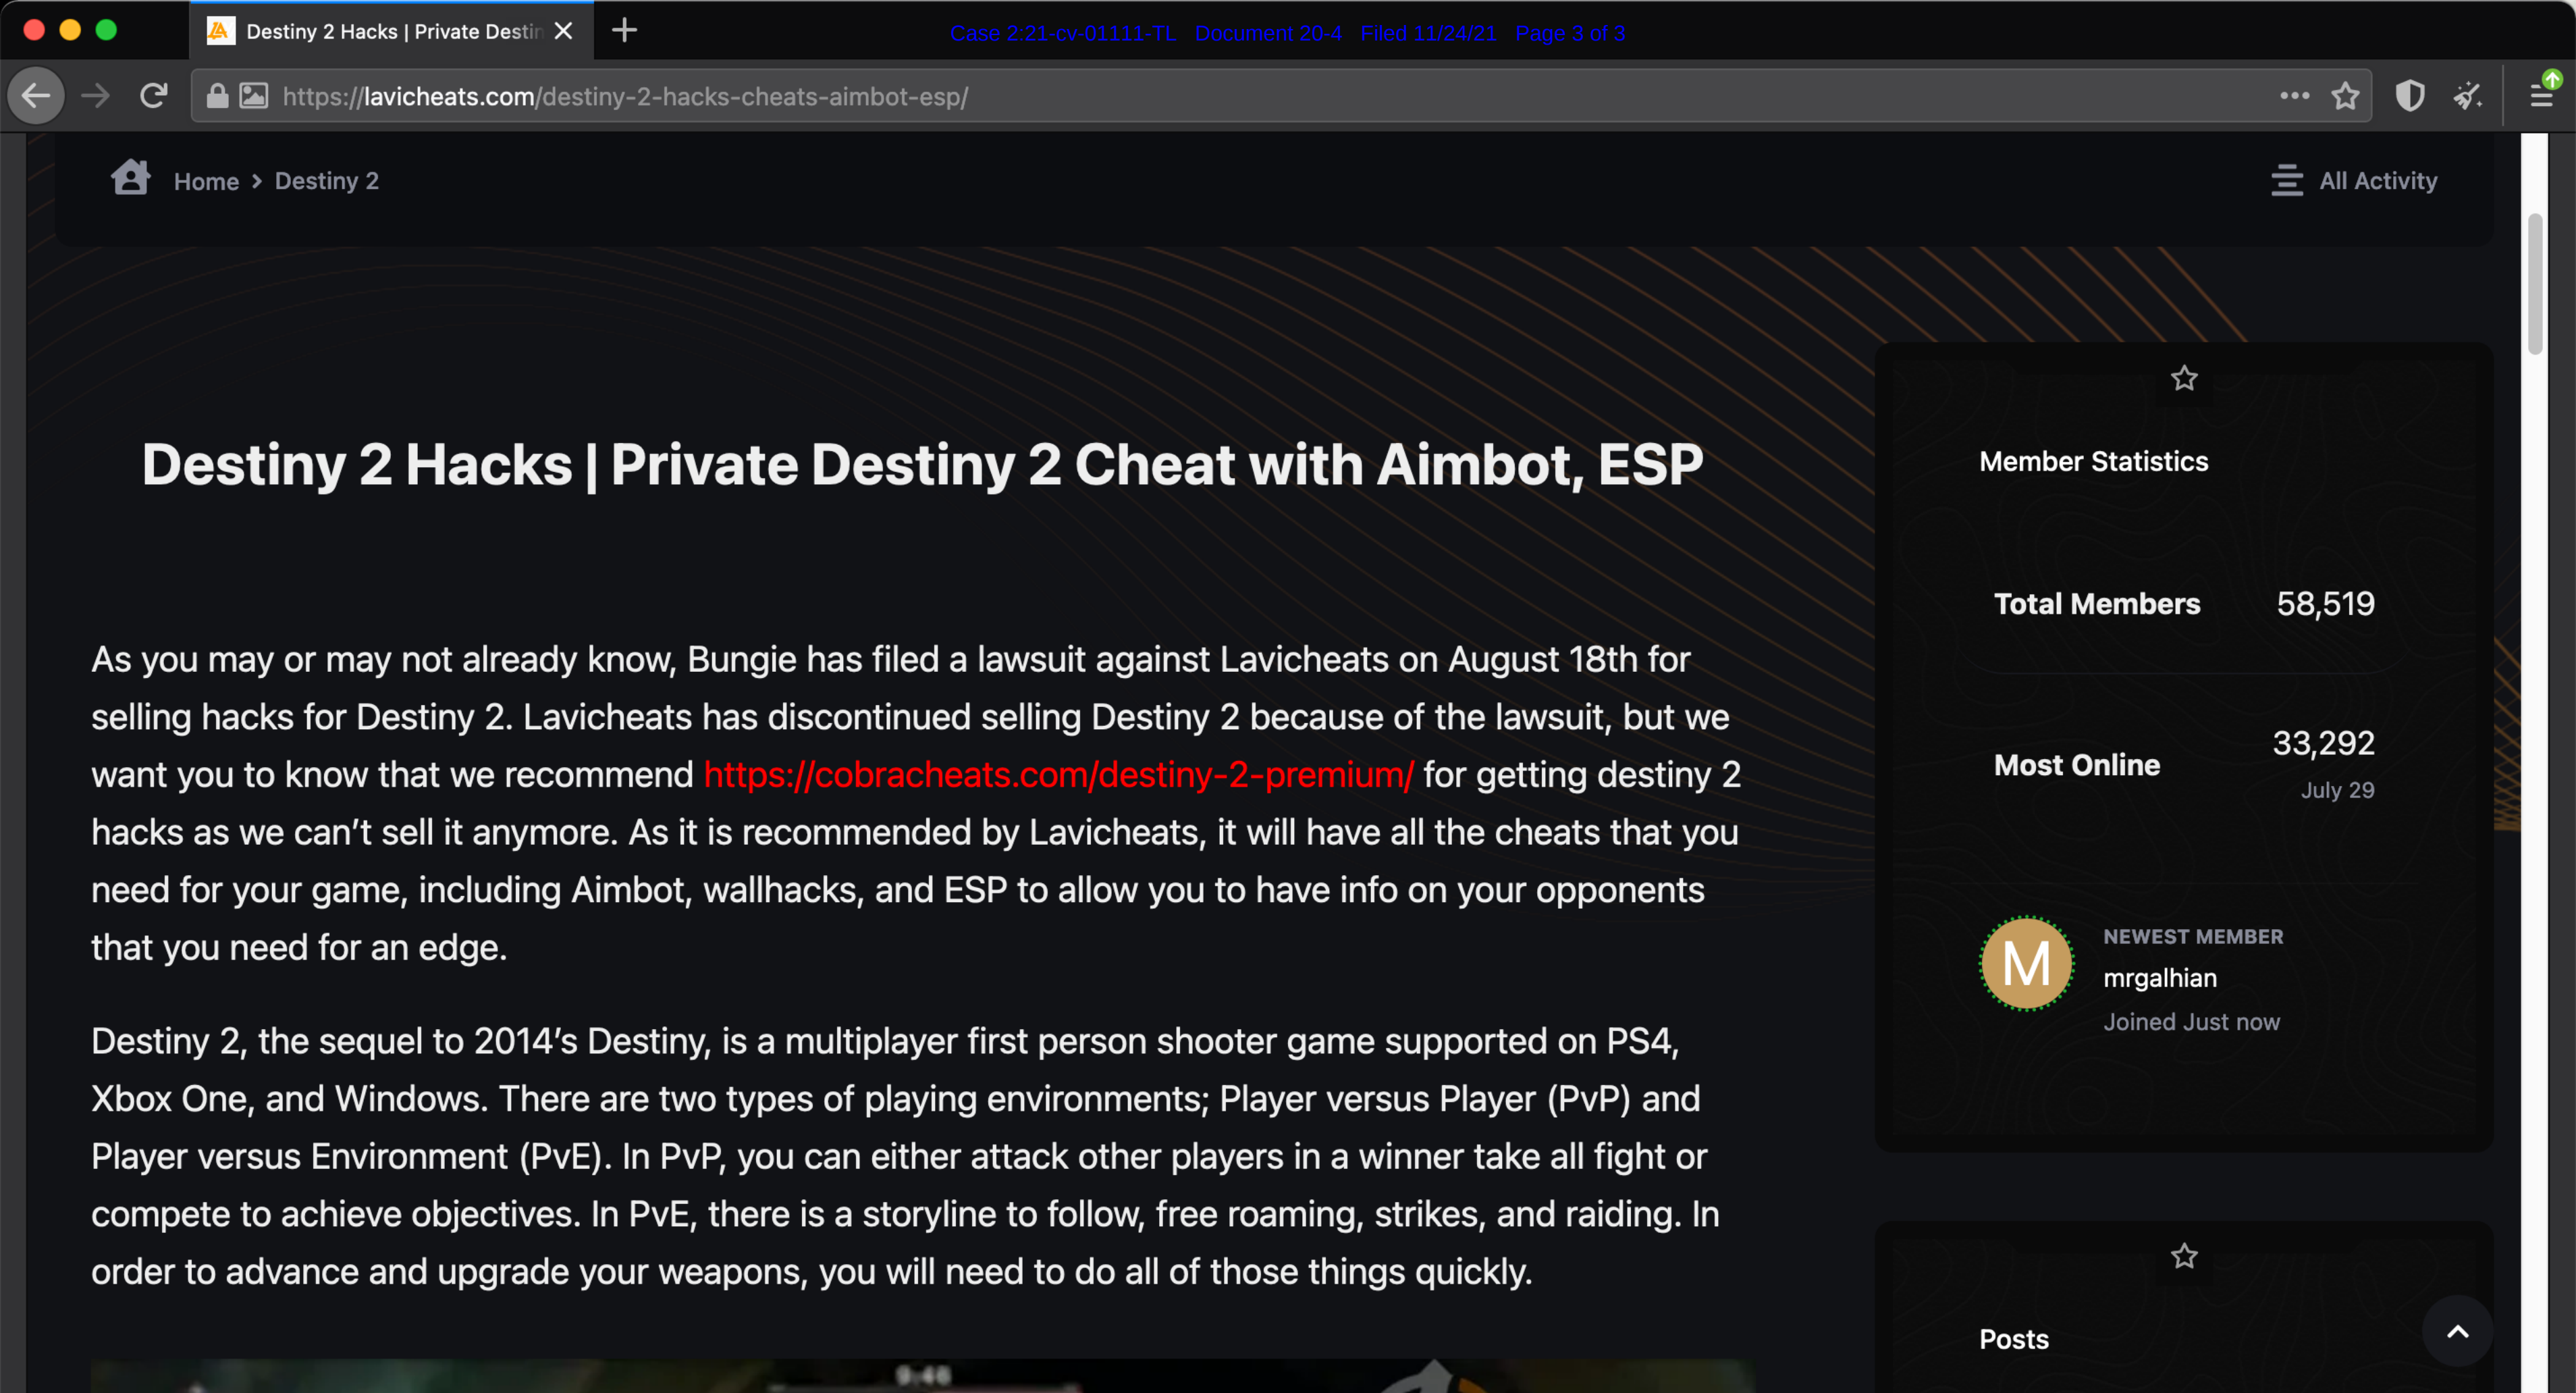 Destiny 2 Hacks | Private Destin
Case 2:21-cv-01111-TL Document 20-4 Filed 11/24/21 Page 3 of 3
https://lavicheats.com/destiny-2-hacks-cheats-aimbot-esp/
Home > Destiny 2
All Activity
Destiny 2 Hacks | Private Destiny 2 Cheat with Aimbot, ESP
As you may or may not already know, Bungie has filed a lawsuit against Lavicheats on August 18th for
selling hacks for Destiny 2. Lavicheats has discontinued selling Destiny 2 because of the lawsuit, but we
want you to know that we recommend https://cobracheats.com/destiny-2-premium/ for getting destiny 2
hacks as we can’t sell it anymore. As it is recommended by Lavicheats, it will have all the cheats that you
need for your game, including Aimbot, wallhacks, and ESP to allow you to have info on your opponents
that you need for an edge.
Destiny 2, the sequel to 2014’s Destiny, is a multiplayer first person shooter game supported on PS4,
Xbox One, and Windows. There are two types of playing environments; Player versus Player (PvP) and
Player versus Environment (PvE). In PvP, you can either attack other players in a winner take all fight or
compete to achieve objectives. In PvE, there is a storyline to follow, free roaming, strikes, and raiding. In
order to advance and upgrade your weapons, you will need to do all of those things quickly.
9:46
Member Statistics
Total Members 58,519
Most Online 33,292
July 29
M
NEWEST MEMBER
mrgalhian
Joined Just now
Posts